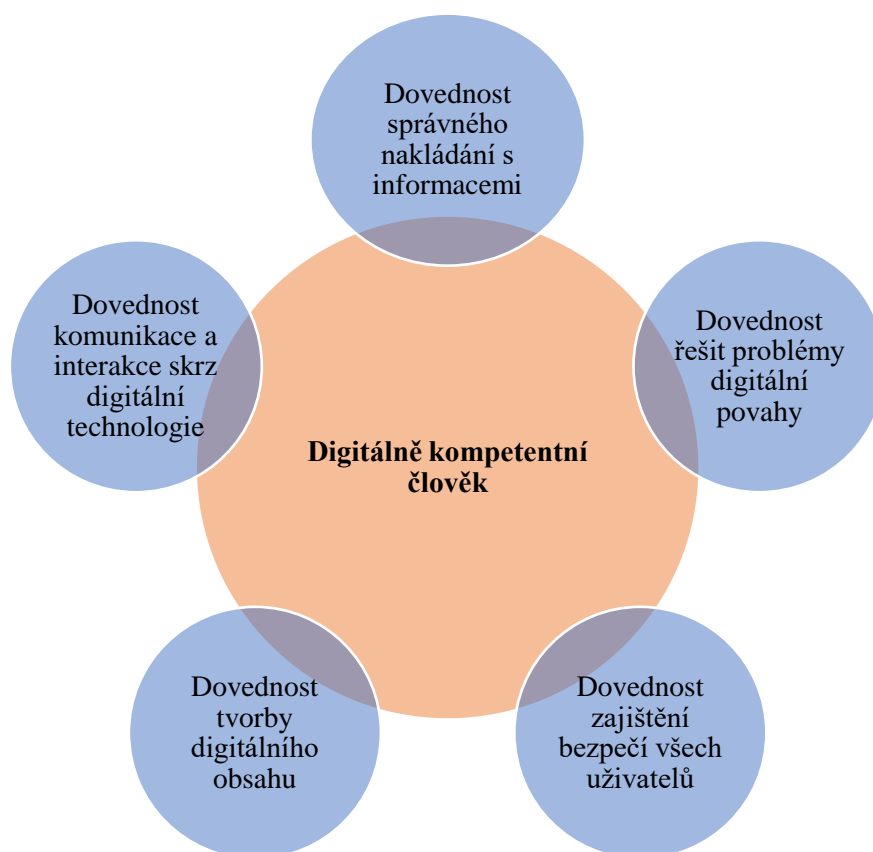 Dovednost
správného
nakládání s
informacemi
Dovednost
komunikace a
interakce skrz
digitální
technologie
Dovednost
řešit problémy
digitální
povahy
Digitálně kompetentní
člověk
Dovednost
tvorby
digitálního
obsahu
Dovednost
zajištění
bezpečí všech
uživatelů